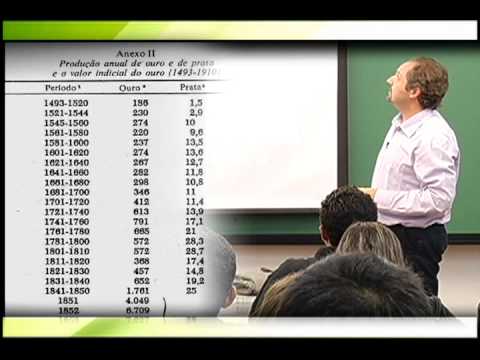 Anexo II
Produção anual de ouro e de prata
e o valor indicial do ouro (1493-1910)
Período¹ Ouro² Prata³
1493-1520 186 1,5
1521-1544 230 2,9
1545-1560 274 10
1561-1580 220 9,6
1581-1600 237 13,5
1601-1620 274 13,6
1621-1640 267 12,7
1641-1660 282 11,8
1661-1680 298 10,8
1681-1700 346 11
1701-1720 412 11,4
1721-1740 613 13,9
1741-1760 791 17,1
1761-1780 665 21
1781-1800 572 28,3
1801-1810 572 28,7
1811-1820 368 17,4
1821-1830 457 14,8
1831-1840 652 19,2
1841-1850 1.761 25
1851 4.049
1852 6.709